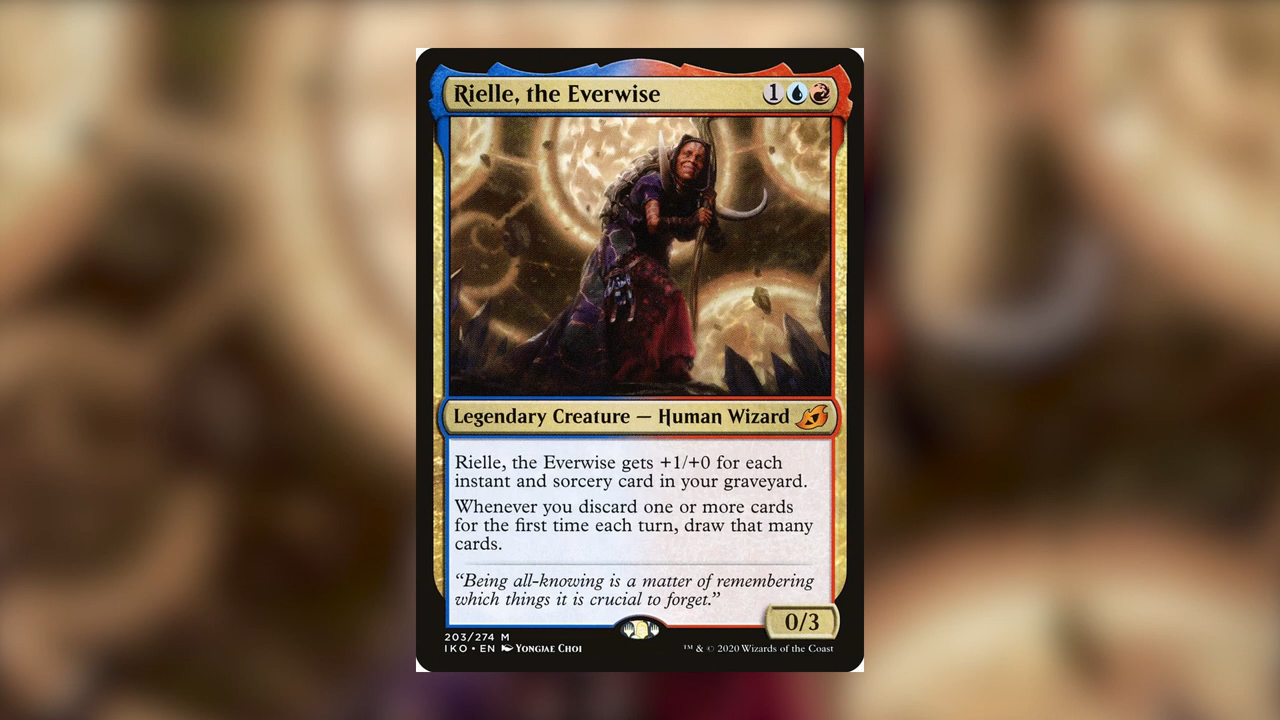 Rielle, the Everwise 1
Legendary Creature — Human Wizard
Rielle, the Everwise gets +1/+0 for each
instant and sorcery card in your graveyard.
Whenever you discard one or more cards
for the first time each turn, draw that many
cards.
“Being all-knowing is a matter of remembering
which things it is crucial to forget.”
0/3
203/274 M
IKO • EN Yongjae Choi
™ & © 2020 Wizards of the Coast